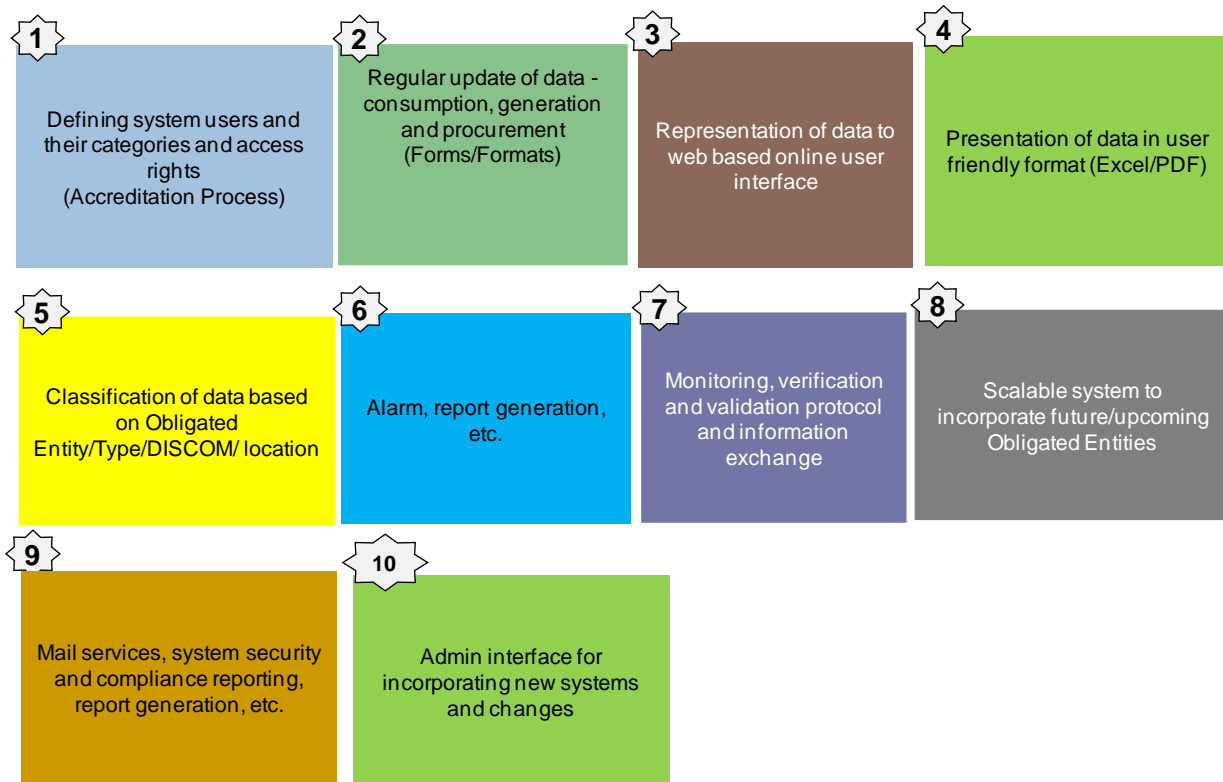 1
Defining system users and
their categories and access
rights
(Accreditation Process)
2
Regular update of data -
consumption, generation
and procurement
(Forms/Formats)
3
Representation of data to
web based online user
interface
4
Presentation of data in user
friendly format (Excel/PDF)
5
Classification of data based
on Obligated
Entity/Type/DISCOM/ location
6
Alarm, report generation,
etc.
7
Monitoring, verification
and validation protocol
and information
exchange
8
Scalable system to
incorporate future/upcoming
Obligated Entities
9
Mail services, system security
and compliance reporting,
report generation, etc.
10
Admin interface for
incorporating new systems
and changes